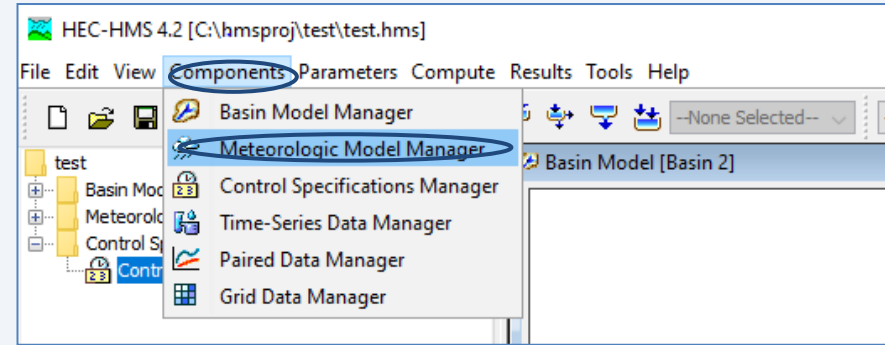 HEC-HMS 4.2 [C:\hmsproj\test\test.hms]
File Edit View Components Parameters Compute Results Tools Help
--None Selected--
Basin Model Manager
Meteorologic Model Manager
Control Specifications Manager
Time-Series Data Manager
Paired Data Manager
Grid Data Manager
test
Basin Mod
Meteorolo
Control Sp
Contr
Basin Model [Basin 2]